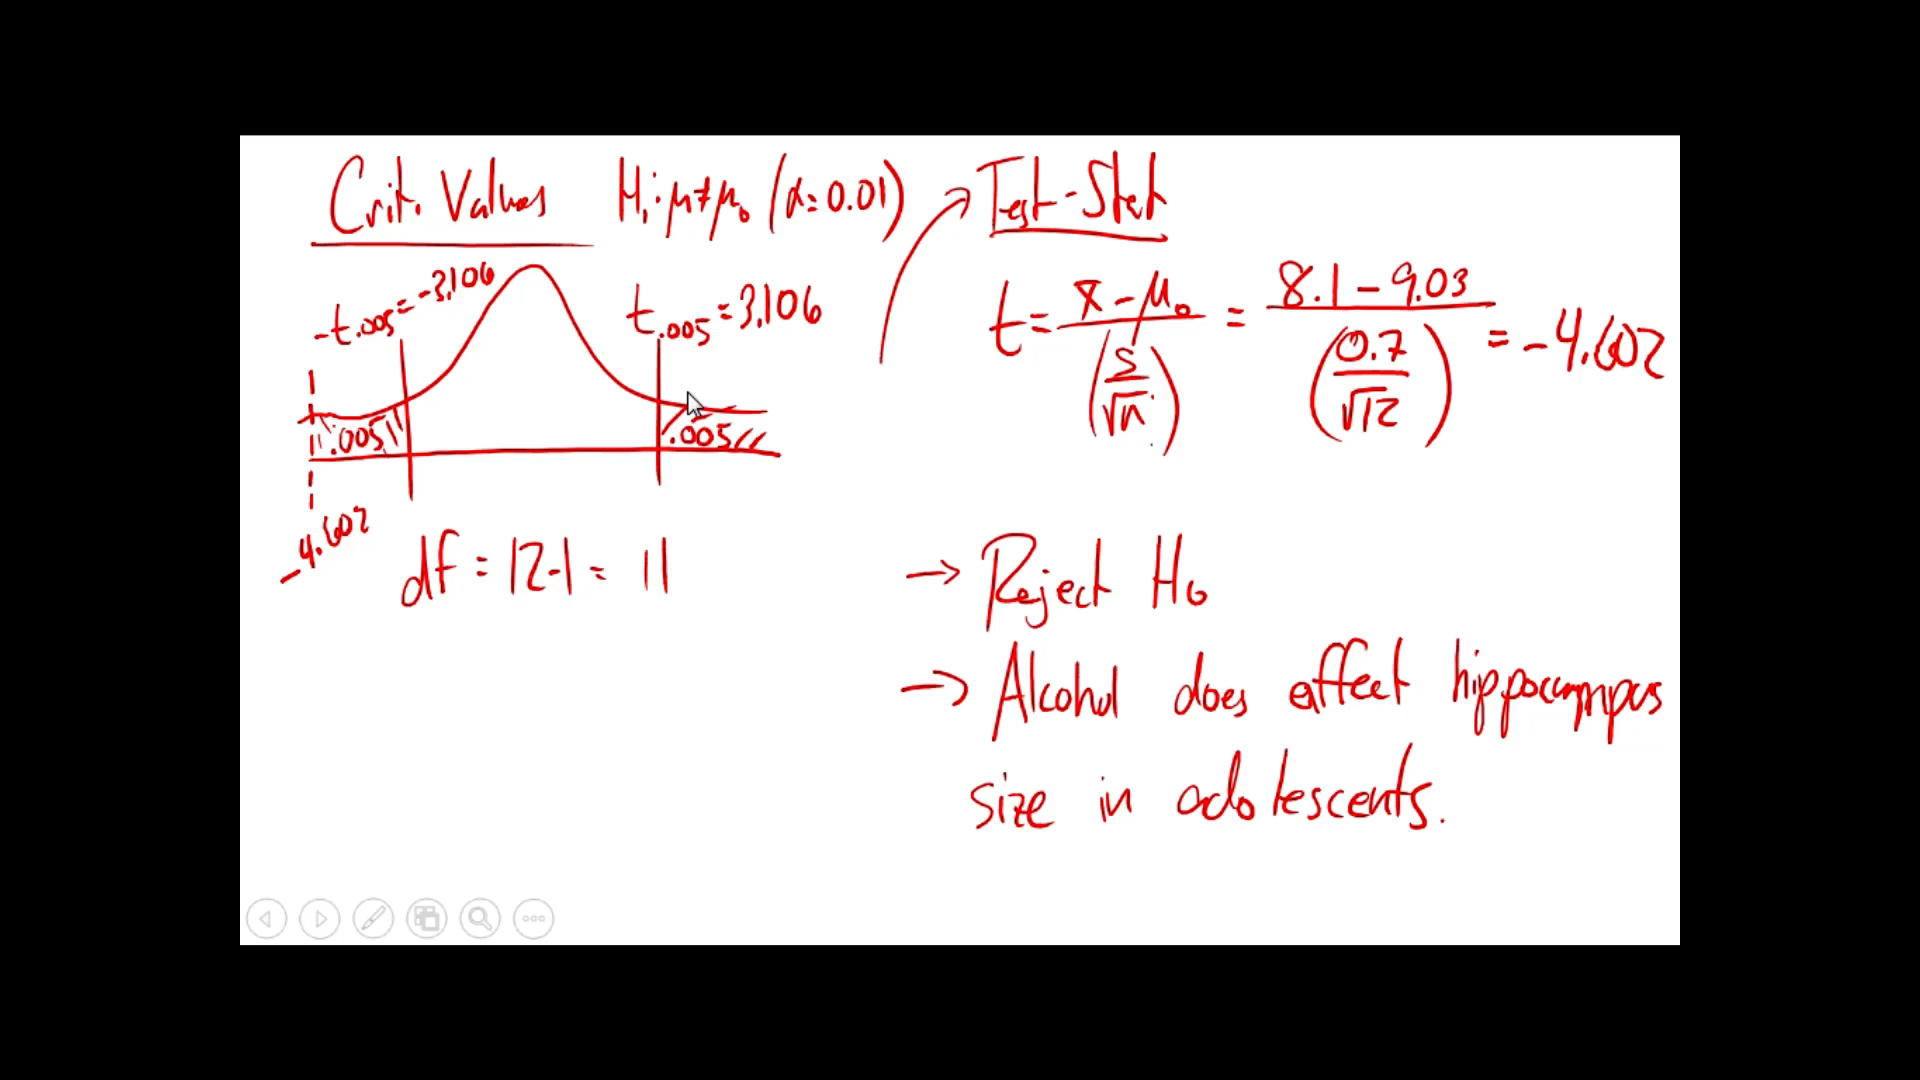 Crit. Values H₁: μ≠μ₀ (α=0.01)
-t.005 = -3.106
t.005 = 3.106
.005
.005
-4.602
df = 12-1 = 11
Test-Stat
t = x̄ - μ₀ / (s/√n) = 8.1 - 9.03 / (0.7/√12) = -4.602
→ Reject H₀
→ Alcohol does affect hippocampus
size in adolescents.